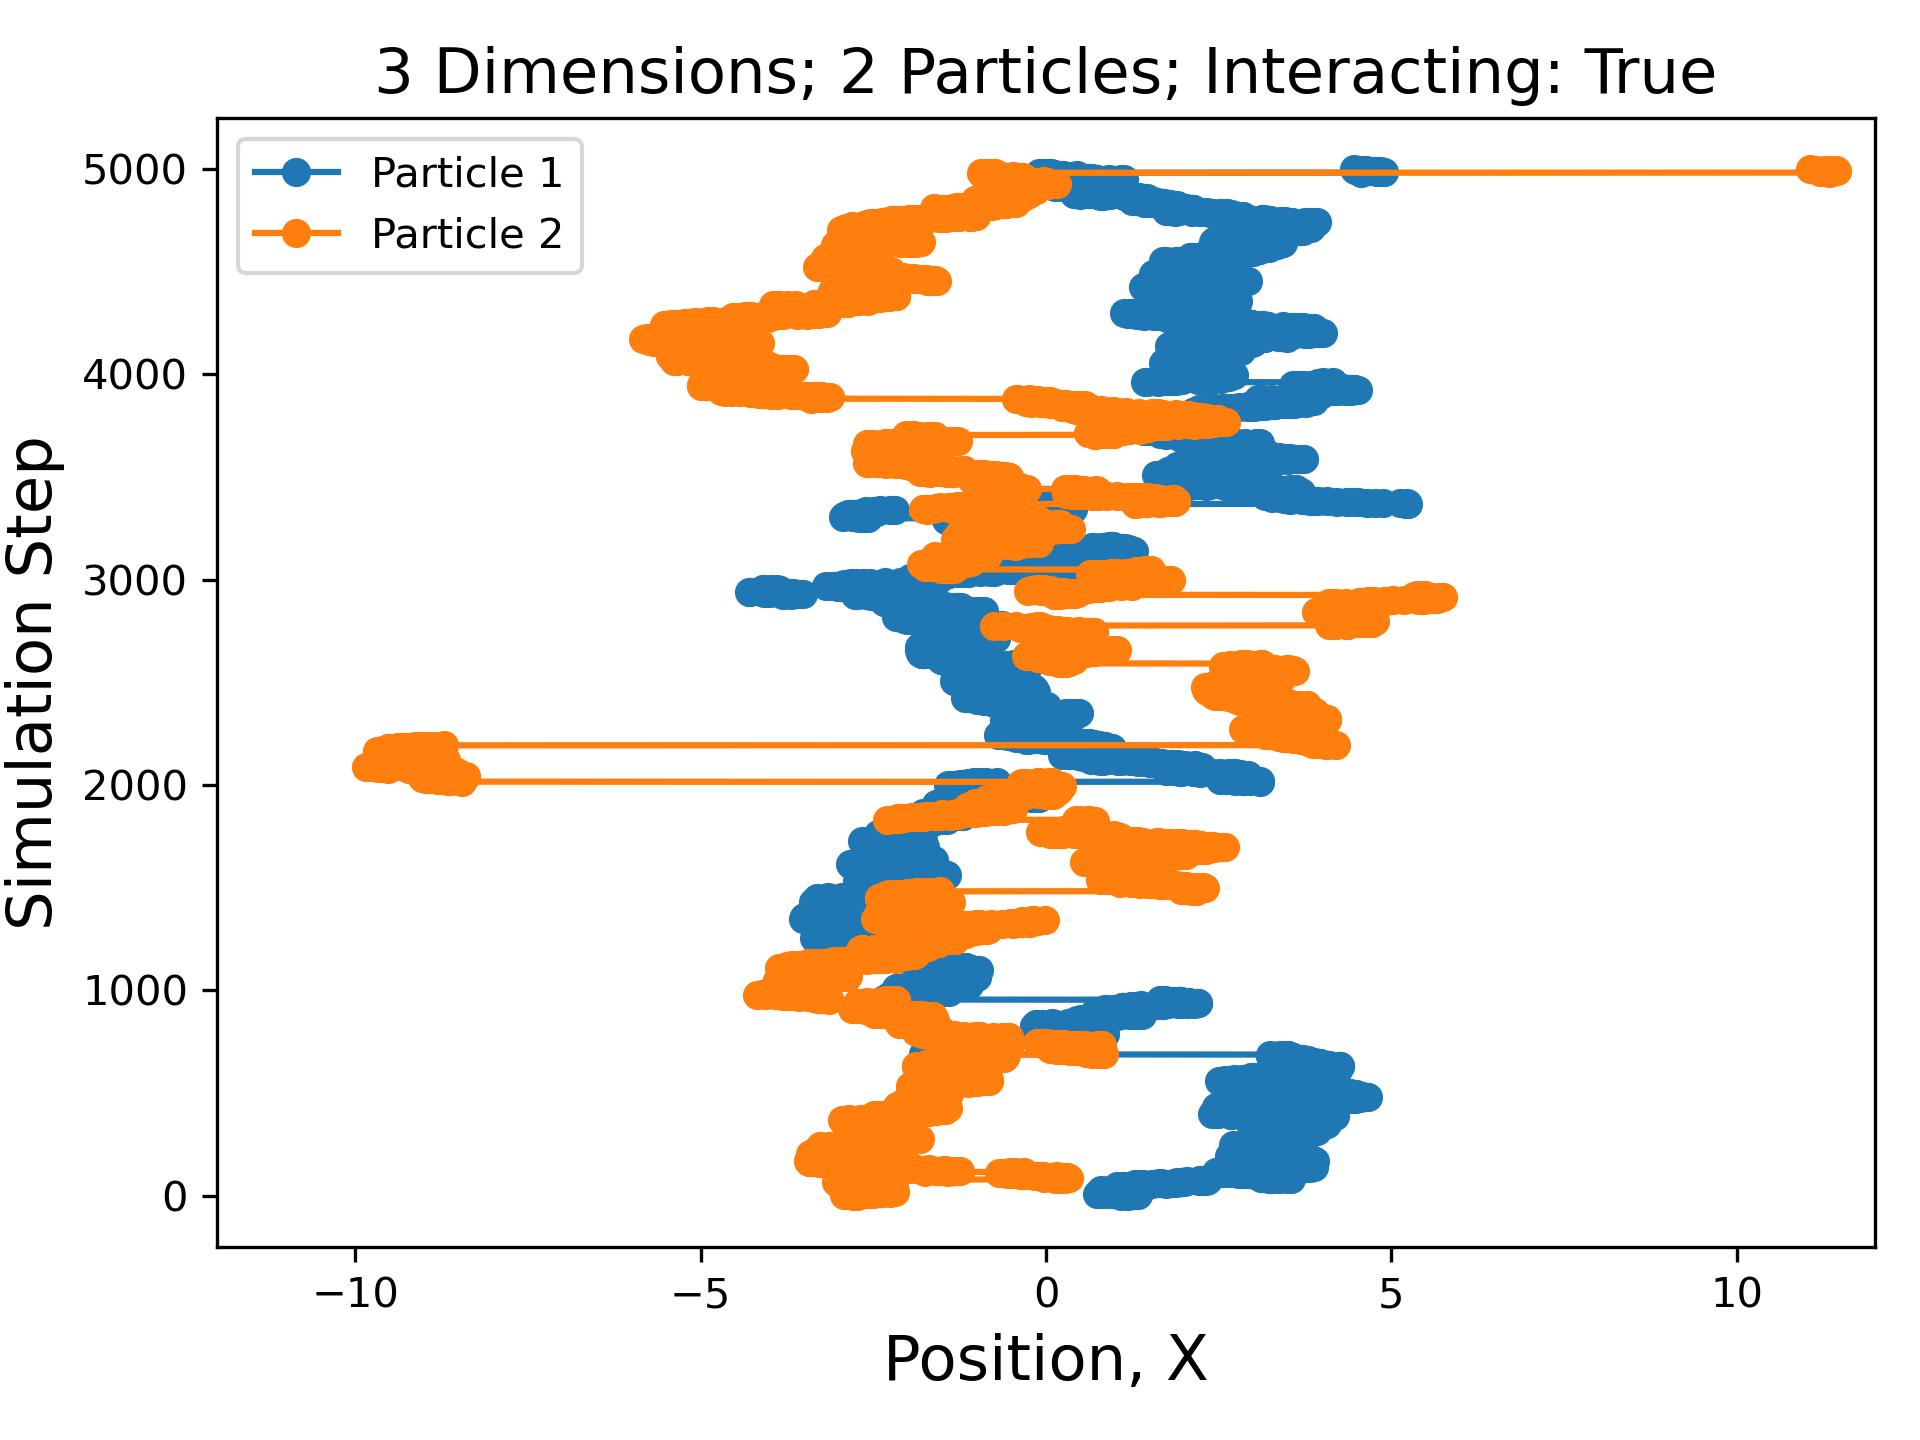 3 Dimensions; 2 Particles; Interacting: True
Particle 1
Particle 2
5000
4000
3000
2000
1000
0
Simulation Step
−10
−5
0
5
10
Position, X